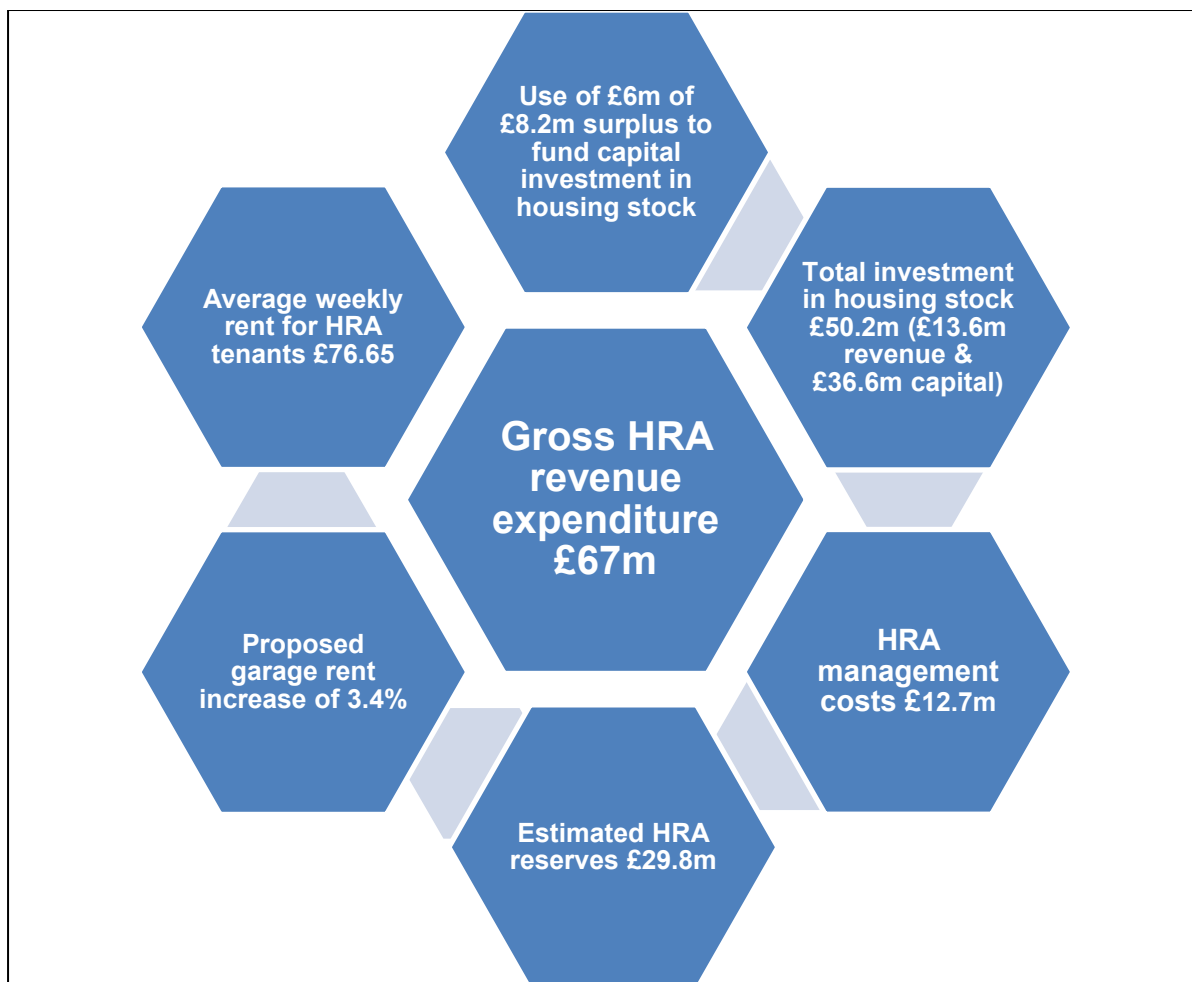 Use of £6m of
£8.2m surplus to
fund capital
investment in
housing stock
Total investment
in housing stock
£50.2m (£13.6m
revenue &
£36.6m capital)
HRA
management
costs £12.7m
Estimated HRA
reserves £29.8m
Proposed
garage rent
increase of 3.4%
Average weekly
rent for HRA
tenants £76.65
Gross HRA
revenue
expenditure
£67m